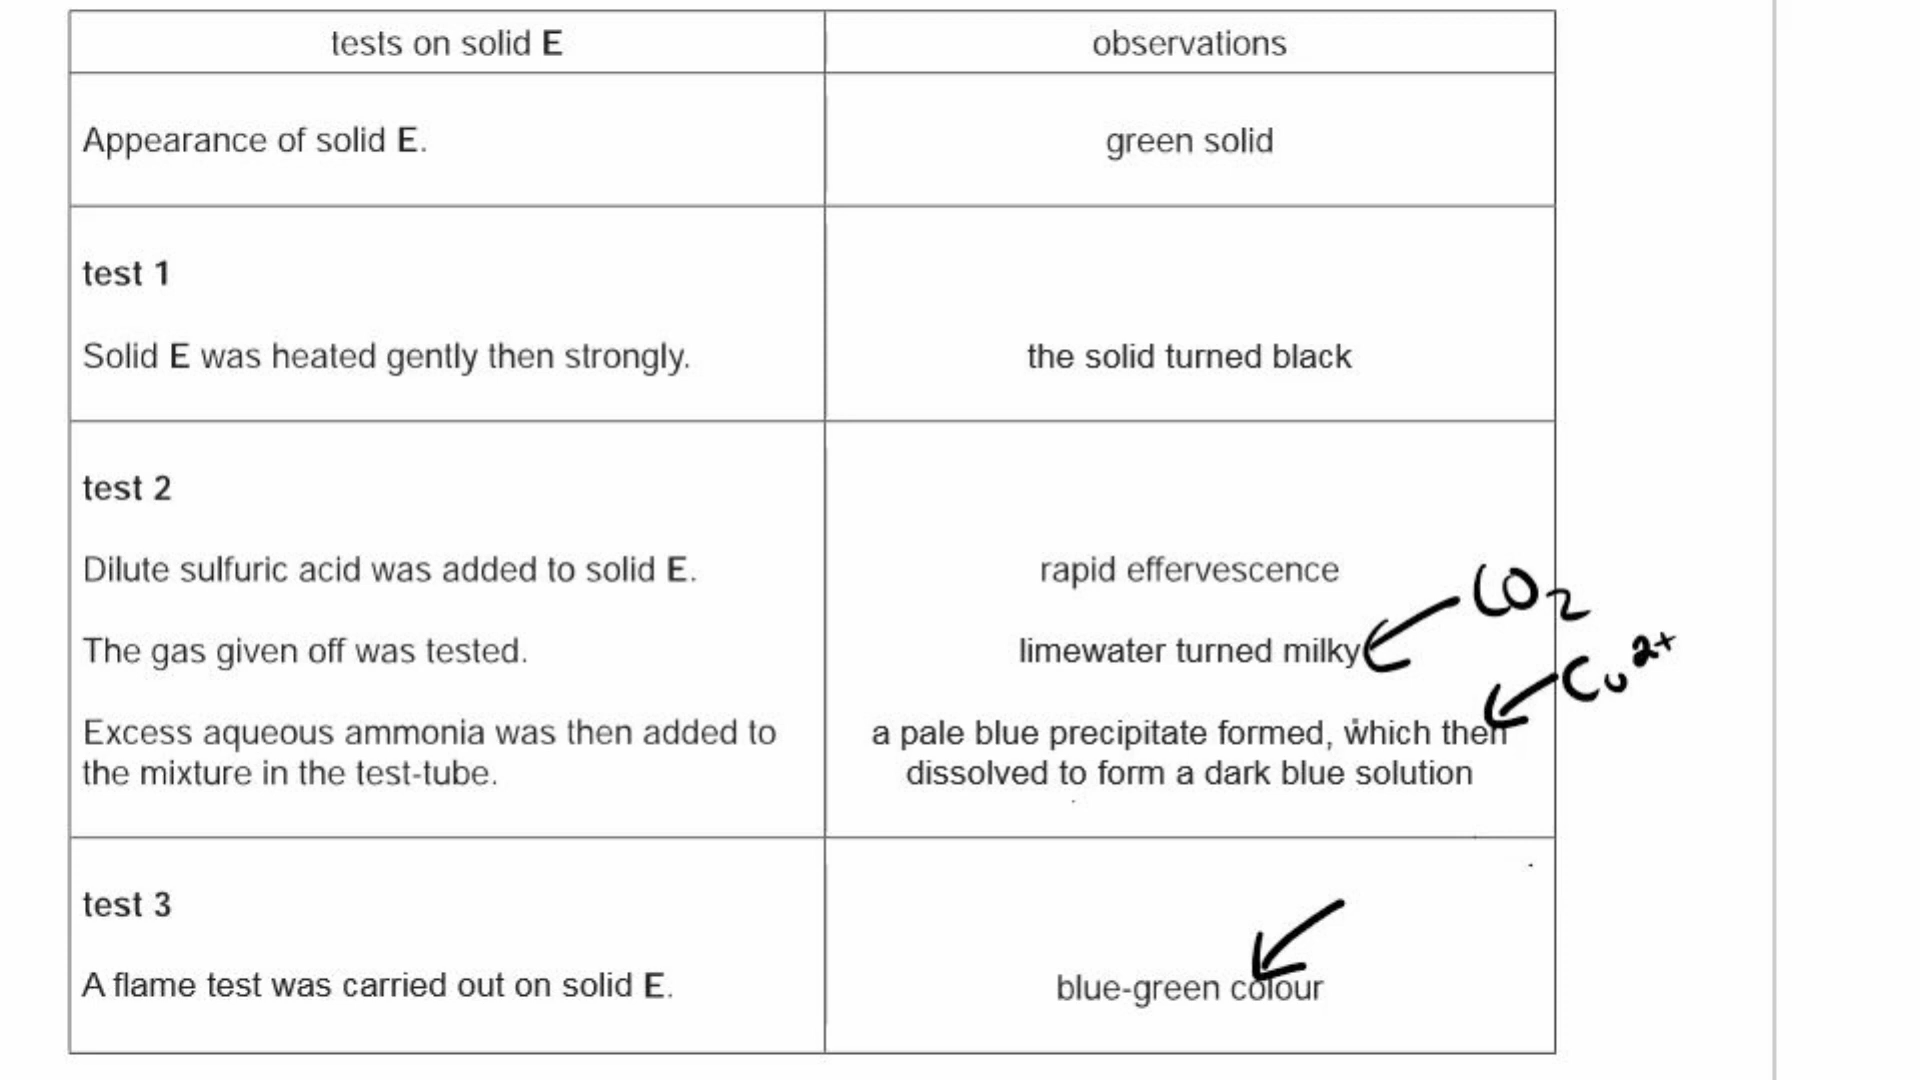 tests on solid E
observations
Appearance of solid E.
green solid
test 1
Solid E was heated gently then strongly.
the solid turned black
test 2
Dilute sulfuric acid was added to solid E.
rapid effervescence
CO2
The gas given off was tested.
limewater turned milky
Cu2+
Excess aqueous ammonia was then added to
the mixture in the test-tube.
a pale blue precipitate formed, which then
dissolved to form a dark blue solution
test 3
A flame test was carried out on solid E.
blue-green colour